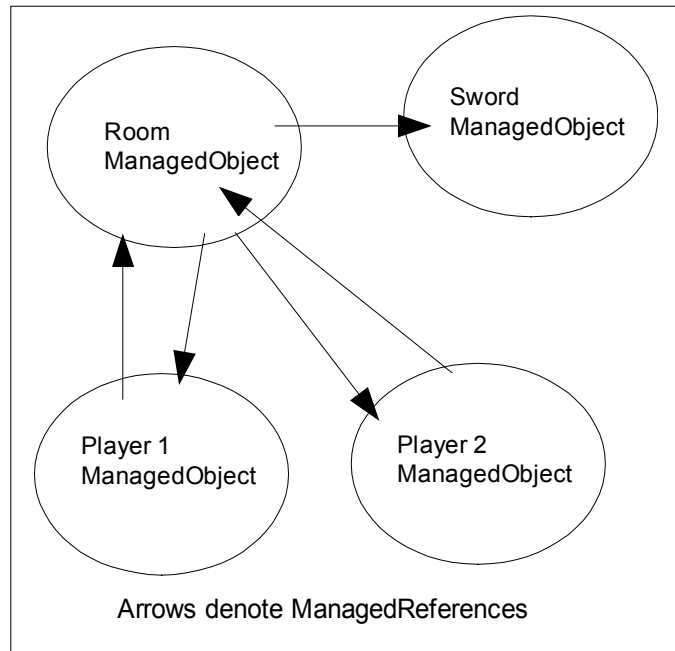 Room
ManagedObject
Sword
ManagedObject
Player 1
ManagedObject
Player 2
ManagedObject
Arrows denote ManagedReferences